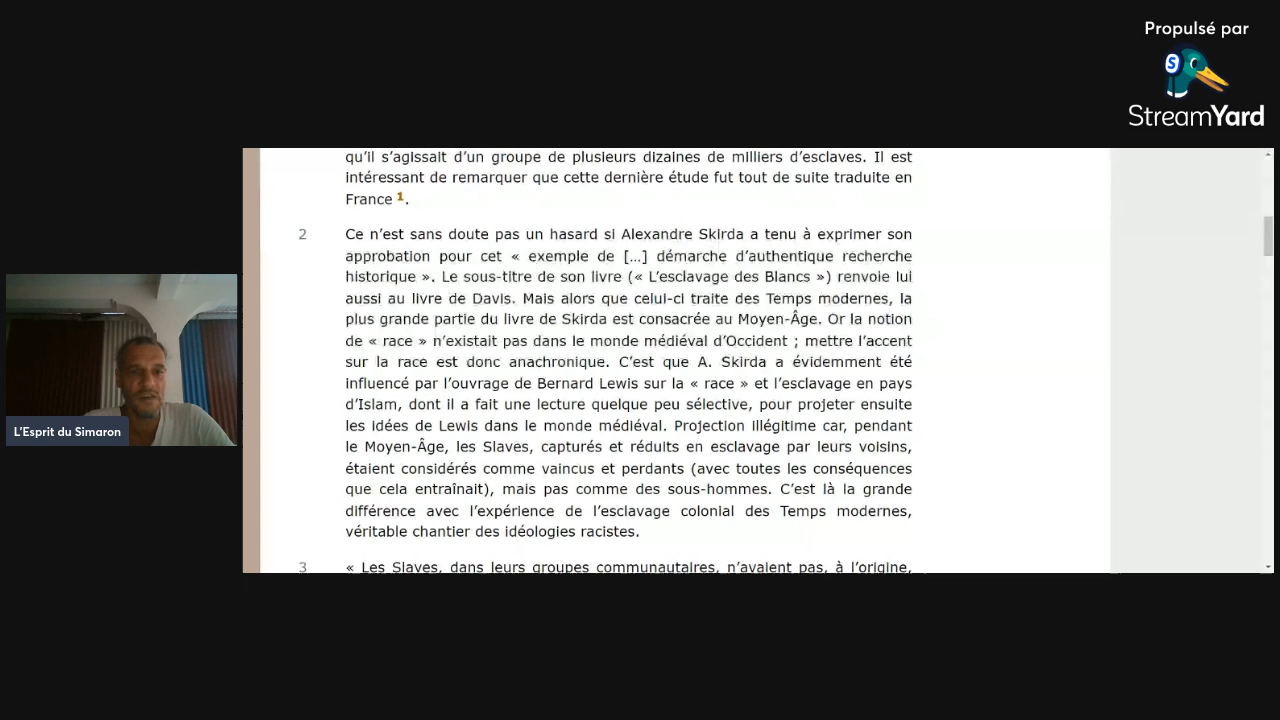 Propulsé par
StreamYard
qu'il s'agissait d'un groupe de plusieurs dizaines de milliers d'esclaves. Il est
intéressant de remarquer que cette dernière étude fut tout de suite traduite en
France 1.
2 Ce n'est sans doute pas un hasard si Alexandre Skirda a tenu à exprimer son
approbation pour cet « exemple de [...] démarche d'authentique recherche
historique ». Le sous-titre de son livre (« L'esclavage des Blancs ») renvoie lui
aussi au livre de Davis. Mais alors que celui-ci traite des Temps modernes, la
plus grande partie du livre de Skirda est consacrée au Moyen-Âge. Or la notion
de « race » n'existait pas dans le monde médiéval d'Occident ; mettre l'accent
sur la race est donc anachronique. C'est que A. Skirda a évidemment été
influencé par l'ouvrage de Bernard Lewis sur la « race » et l'esclavage en pays
d'Islam, dont il a fait une lecture quelque peu sélective, pour projeter ensuite
les idées de Lewis dans le monde médiéval. Projection illégitime car, pendant
le Moyen-Âge, les Slaves, capturés et réduits en esclavage par leurs voisins,
étaient considérés comme vaincus et perdants (avec toutes les conséquences
que cela entraînait), mais pas comme des sous-hommes. C'est là la grande
différence avec l'expérience de l'esclavage colonial des Temps modernes,
véritable chantier des idéologies racistes.
3 « Les Slaves, dans leurs groupes communautaires, n'avaient pas, à l'origine,
L'Esprit du Simaron